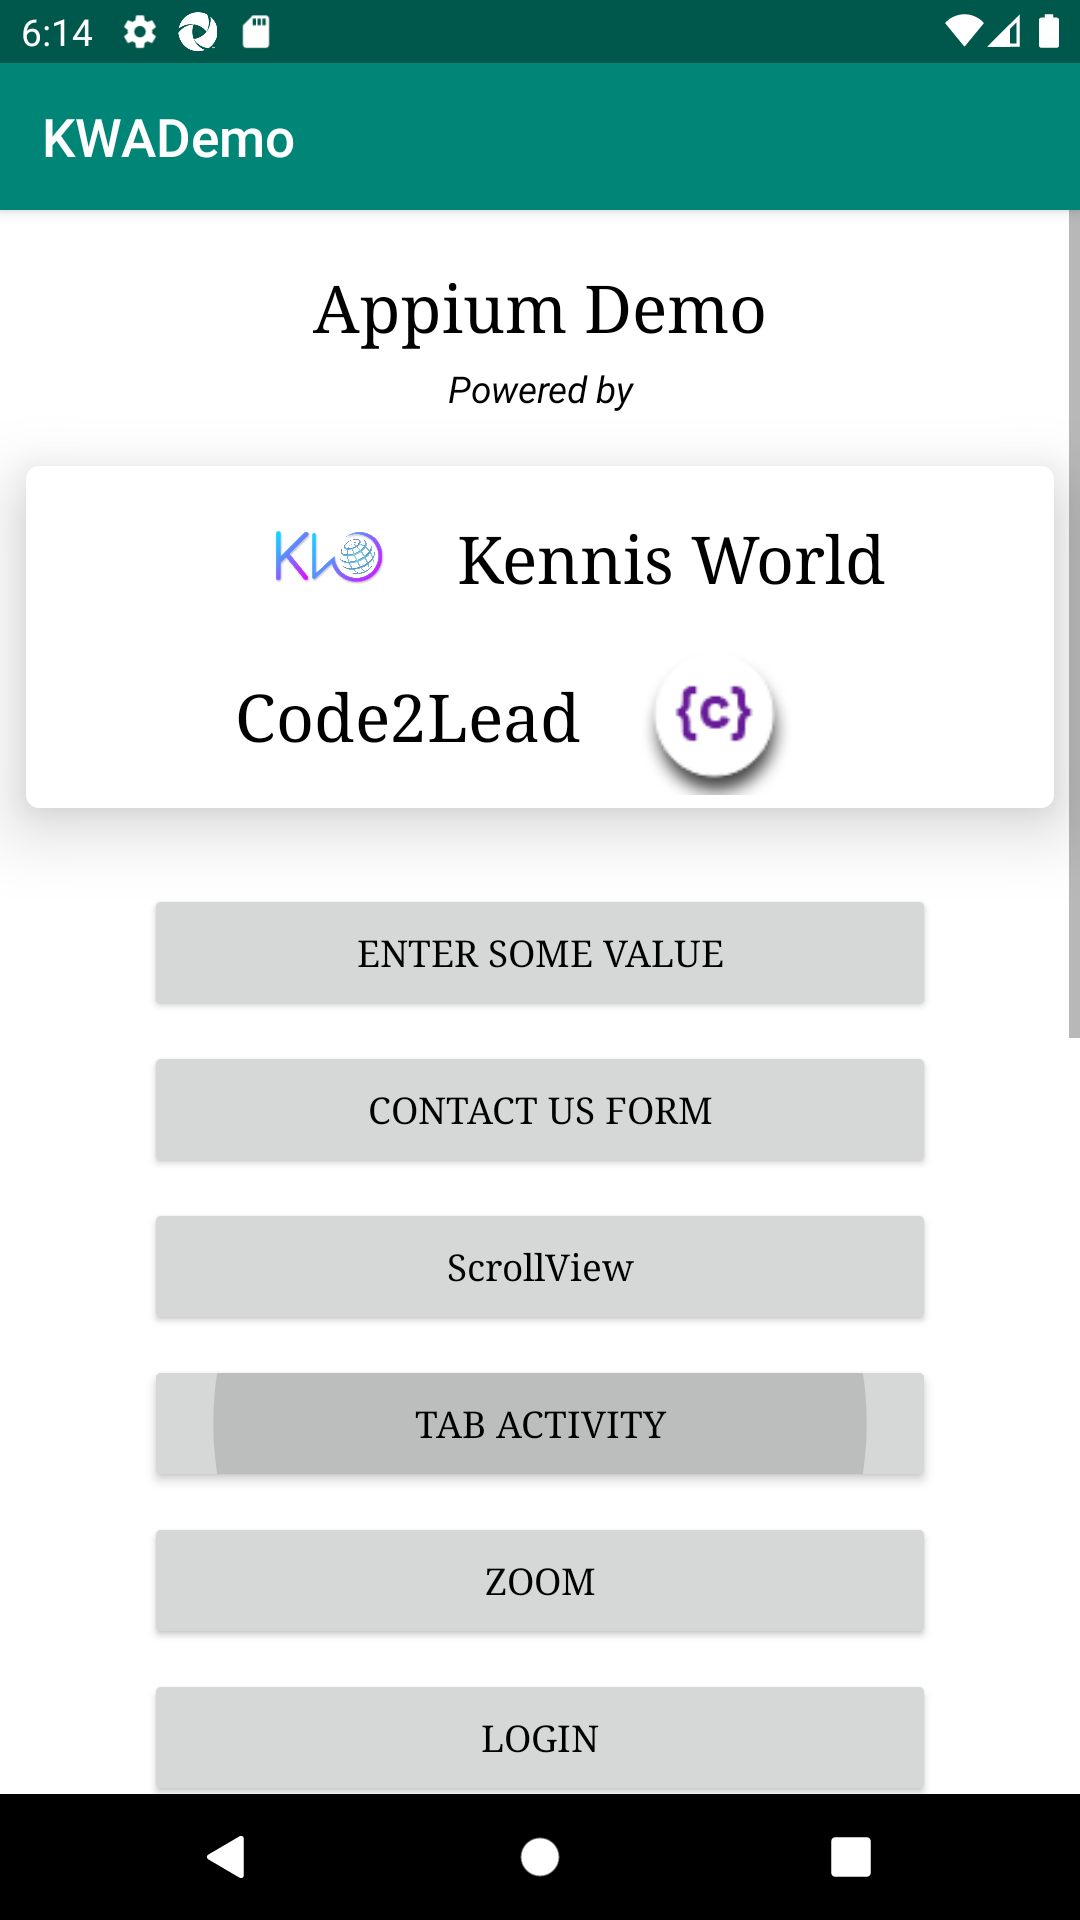 6:14
KWADemo
Appium Demo
Powered by
Kennis World
Code2Lead
{c}
ENTER SOME VALUE
CONTACT US FORM
ScrollView
TAB ACTIVITY
ZOOM
LOGIN